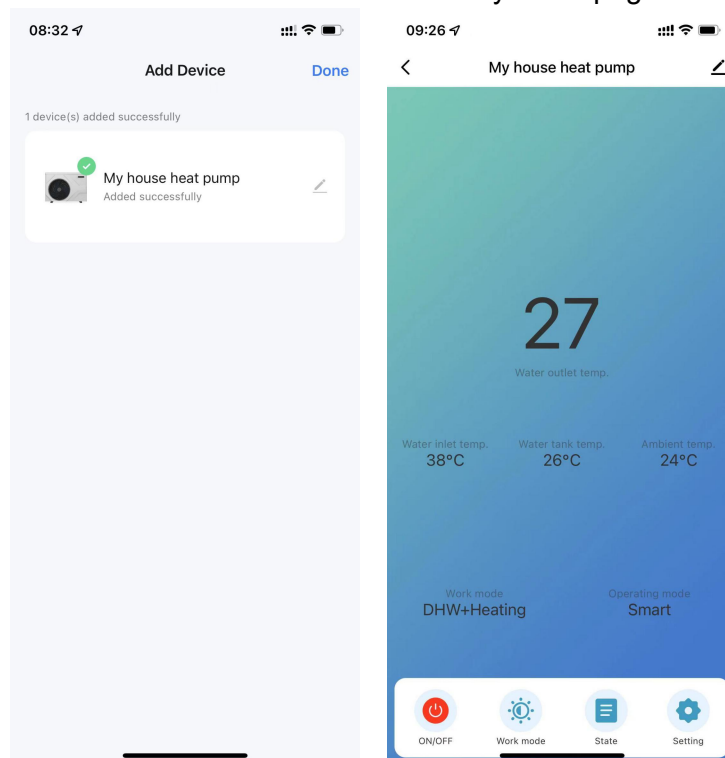 08:32
Add Device
Done
1 device(s) added successfully
My house heat pump
Added successfully
09:26
My house heat pump
27
Water outlet temp.
Water inlet temp.
38°C
Water tank temp.
26°C
Ambient temp.
24°C
Work mode
DHW+Heating
Operating mode
Smart
ON/OFF
Work mode
State
Setting